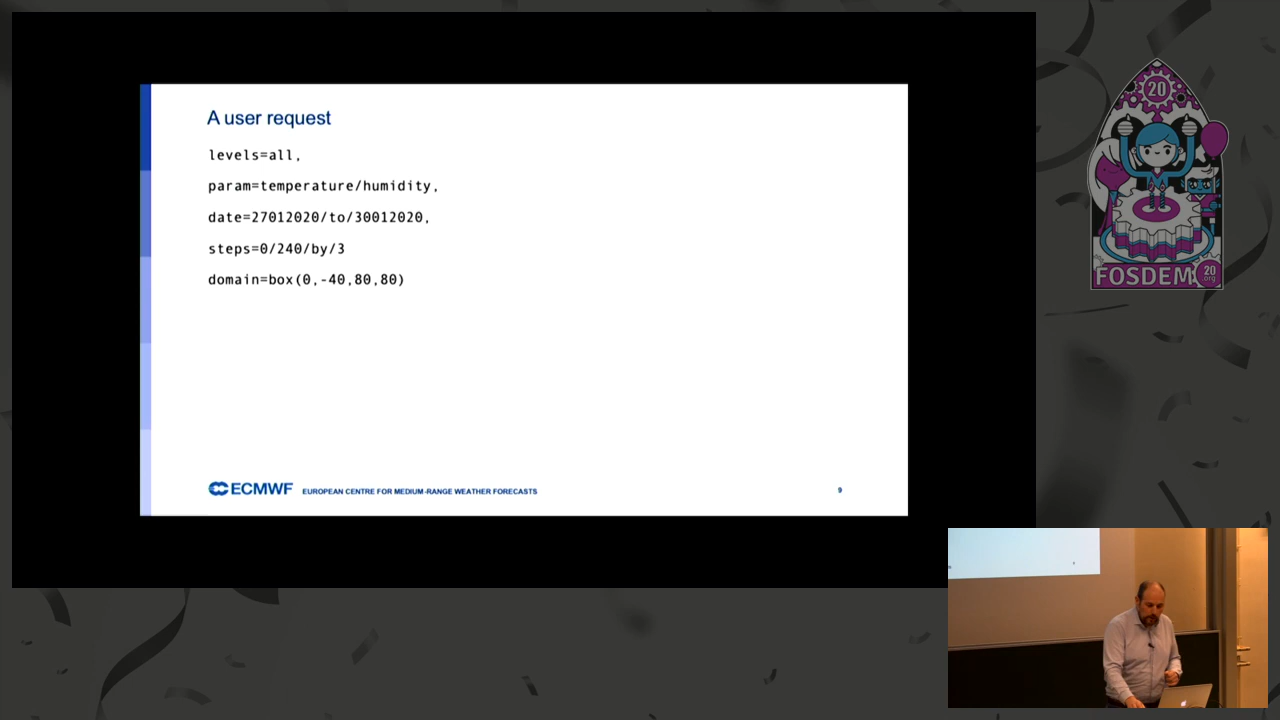 A user request
levels=all,
param=temperature/humidity,
date=27012020/to/30012020,
steps=0/240/by/3
domain=box(0,-40,80,80)
ECMWF EUROPEAN CENTRE FOR MEDIUM-RANGE WEATHER FORECASTS
9
20
FOSDEM 20
.org